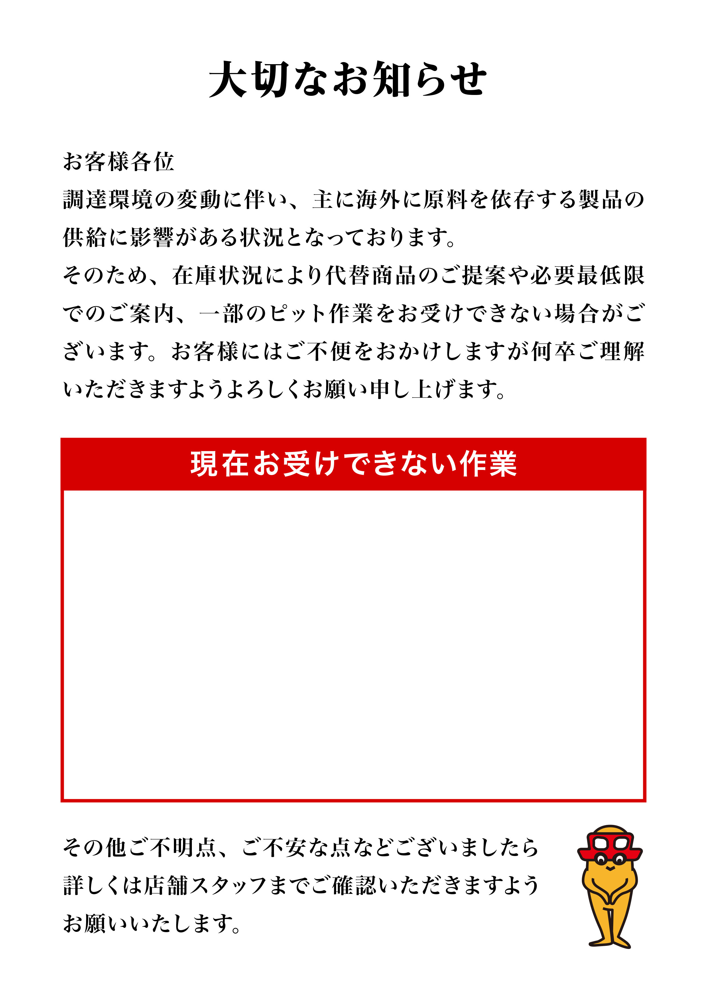 大切なお知らせ
お客様各位
調達環境の変動に伴い、主に海外に原料を依存する製品の
供給に影響がある状況となっております。
そのため、在庫状況により代替商品のご提案や必要最低限
でのご案内、一部のピット作業をお受けできない場合がご
ざいます。お客様にはご不便をおかけしますが何卒ご理解
いただきますようよろしくお願い申し上げます。
現在お受けできない作業
その他ご不明点、ご不安な点などございましたら
詳しくは店舗スタッフまでご確認いただきますよう
お願いいたします。